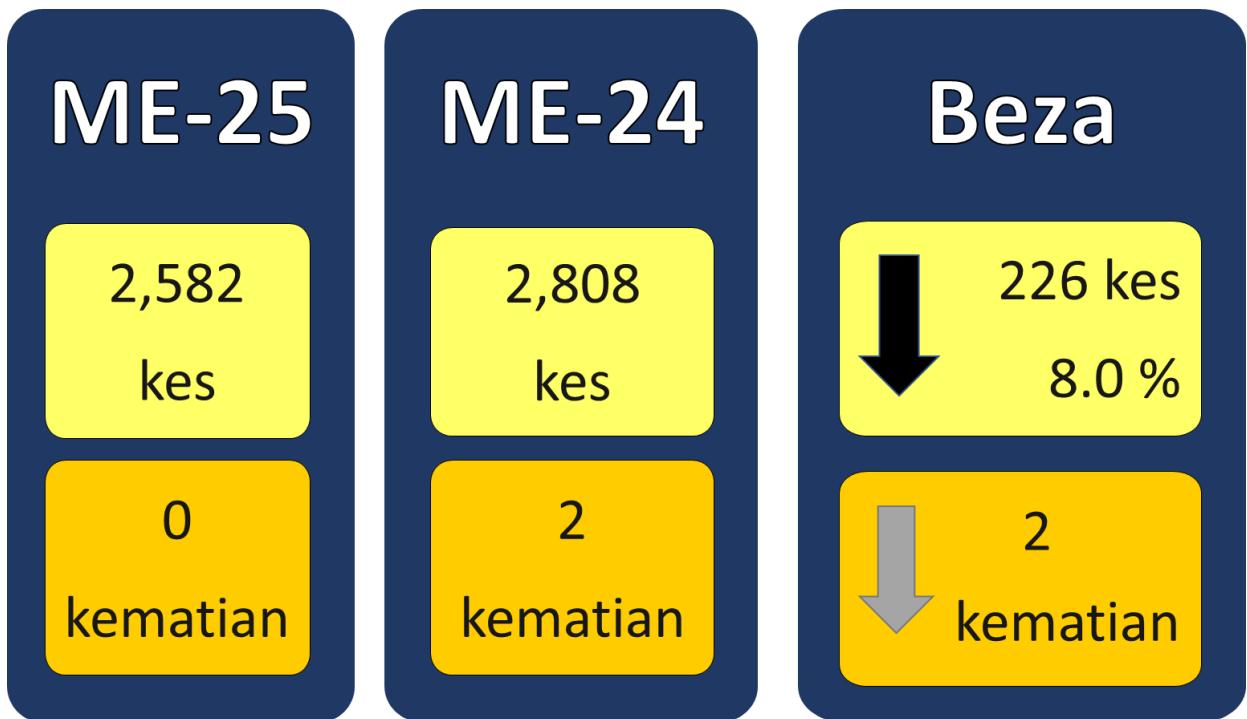 ME-25
2,582
kes
0
kematian
ME-24
2,808
kes
2
kematian
Beza
226 kes
8.0 %
2
kematian